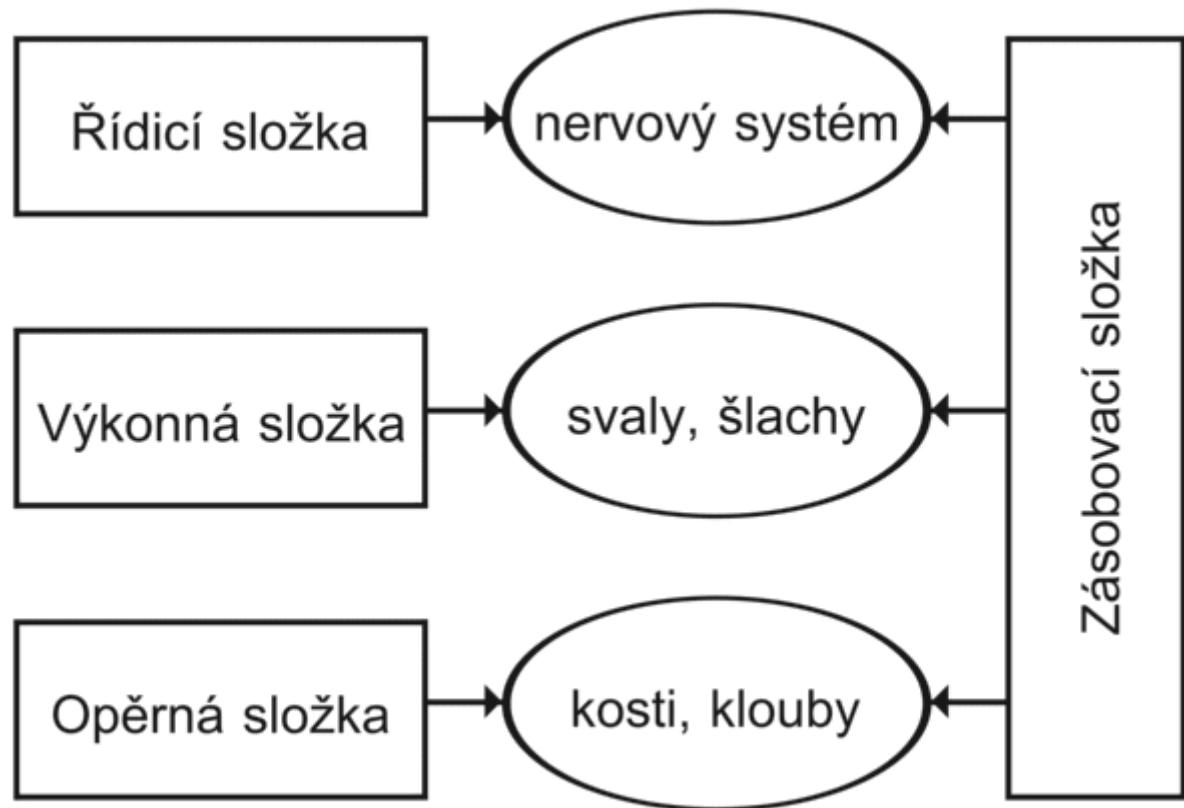 Řídicí složka
nervový systém
Výkonná složka
svaly, šlachy
Opěrná složka
kosti, klouby
Zásobovací složka